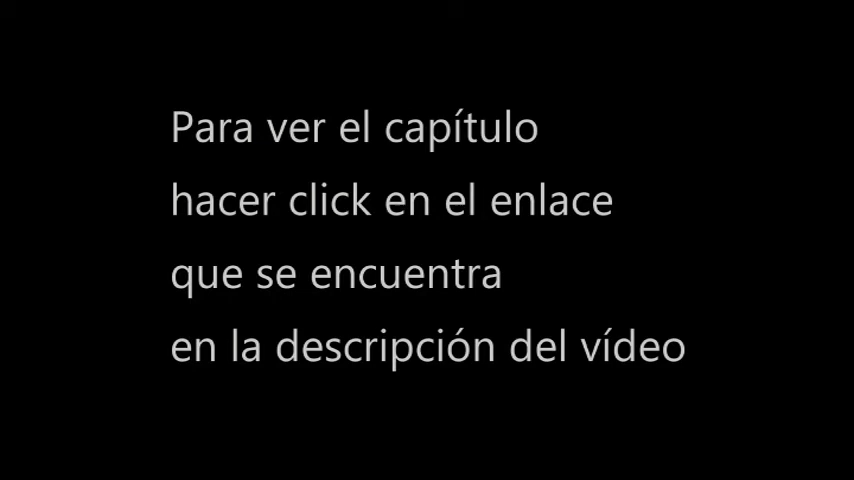 Para ver el capítulo
hacer click en el enlace
que se encuentra
en la descripción del vídeo